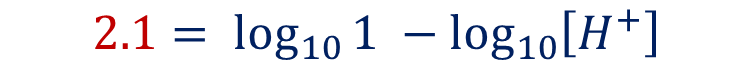 2.1 = log₁₀ 1 − log₁₀[H⁺]